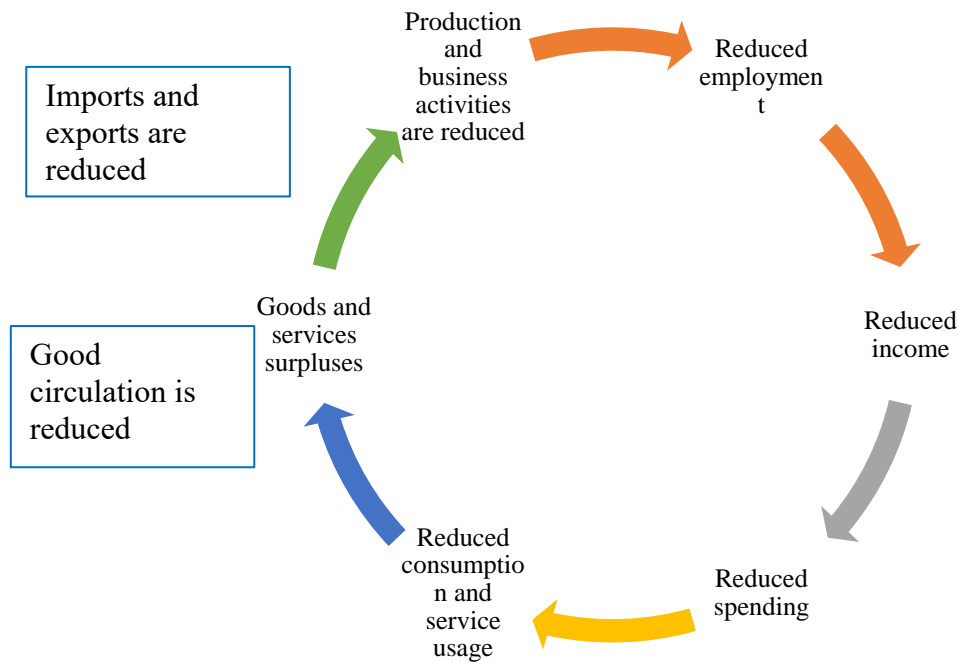 Production
and
business
activities
are reduced
Reduced
employmen
t
Reduced
income
Reduced
spending
Reduced
consumptio
n and
service
usage
Goods and
services
surpluses
Imports and
exports are
reduced
Good
circulation is
reduced